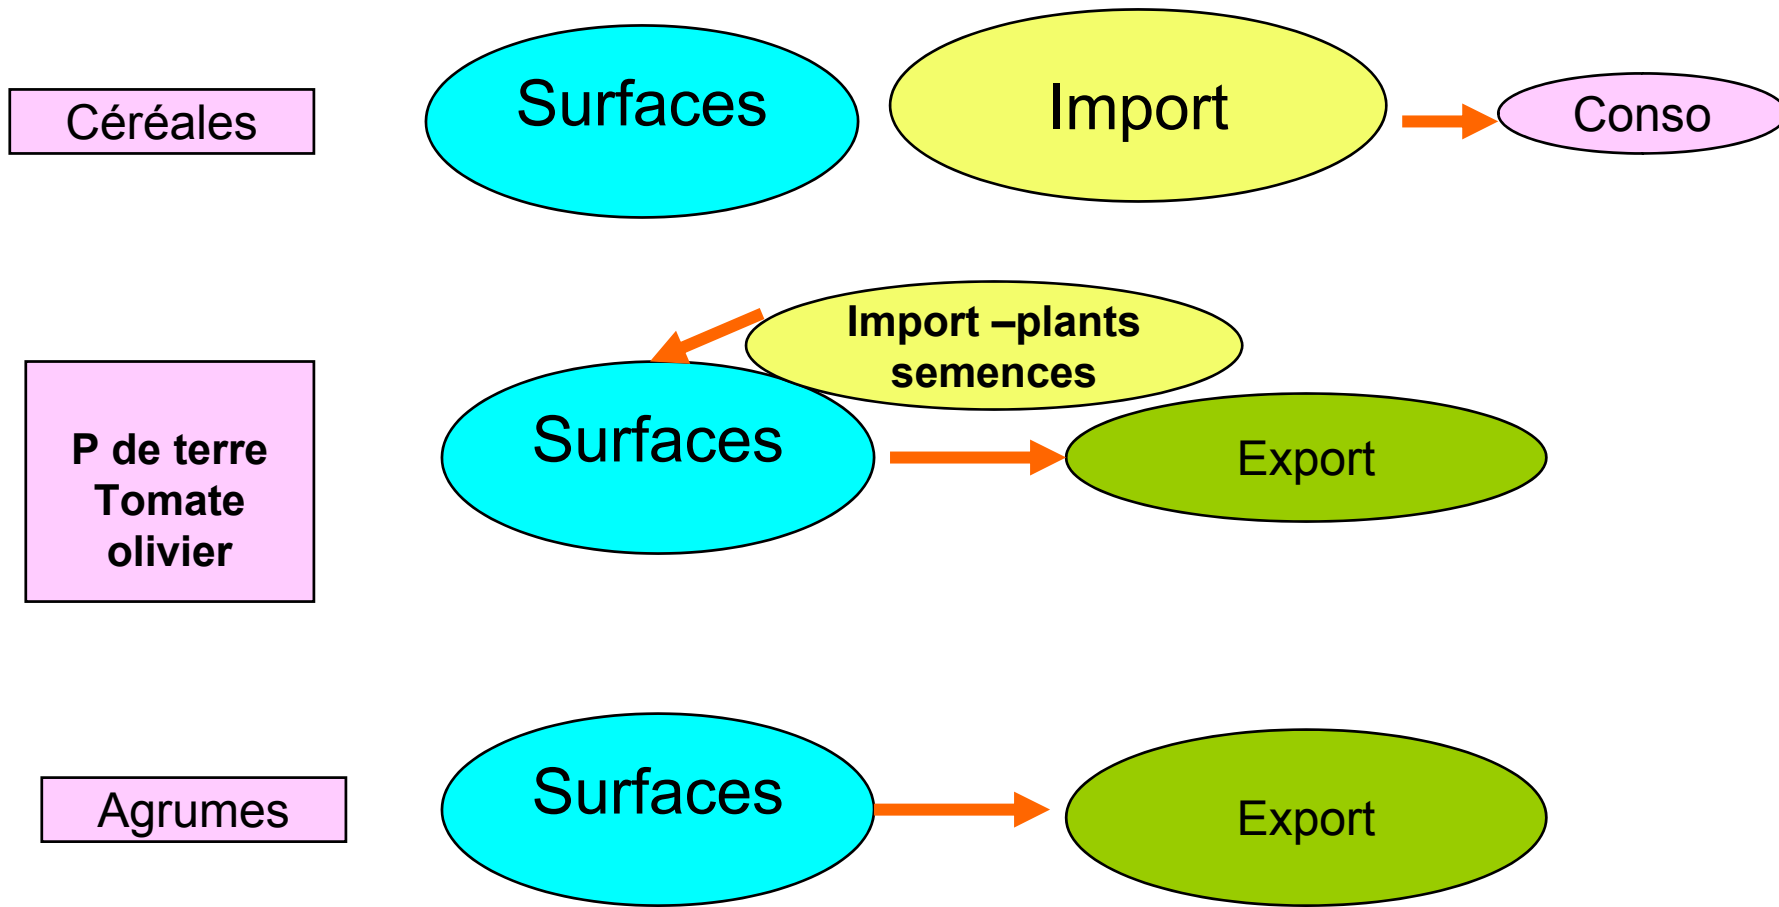 Céréales
Surfaces
Import
Conso
Import –plants
semences
P de terre
Tomate
olivier
Surfaces
Export
Agrumes
Surfaces
Export